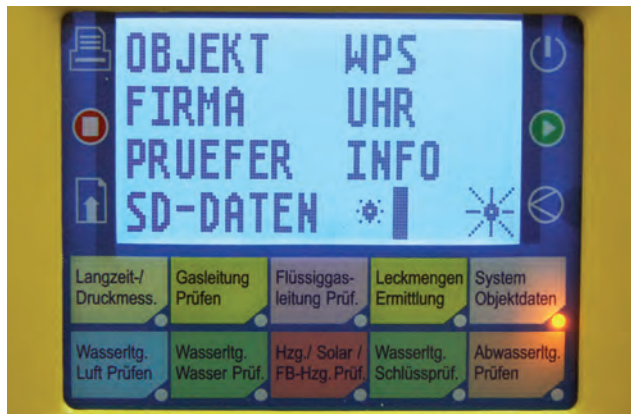 OBJEKT WPS
FIRMA UHR
PRUEFER INFO
SD-DATEN
Langzeit-/
Druckmess.
Gasleitung
Prüfen
Flüssiggas-
leitung Prüf.
Leckmengen
Ermittlung
System
Objektdaten
Wasserltg.
Luft Prüfen
Wasserltg.
Wasser Prüf.
Hzg./ Solar /
FB-Hzg. Prüf.
Wasserltg.
Schlüssprüf.
Abwasserltg.
Prüfen